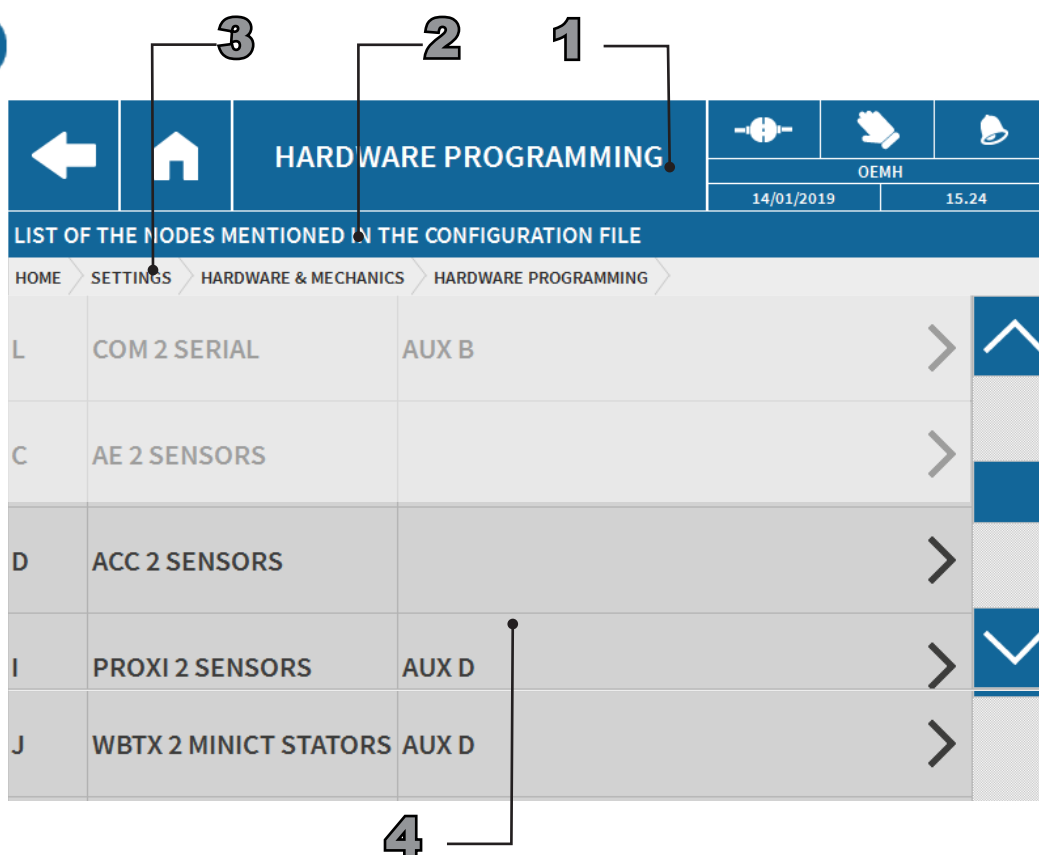 3 2 1
HARDWARE PROGRAMMING
OEMH
14/01/2019 15.24
LIST OF THE NODES MENTIONED IN THE CONFIGURATION FILE
HOME SETTINGS HARDWARE & MECHANICS HARDWARE PROGRAMMING
L COM 2 SERIAL AUX B
C AE 2 SENSORS
D ACC 2 SENSORS
I PROXI 2 SENSORS AUX D
J WBTX 2 MINICT STATORS AUX D
4